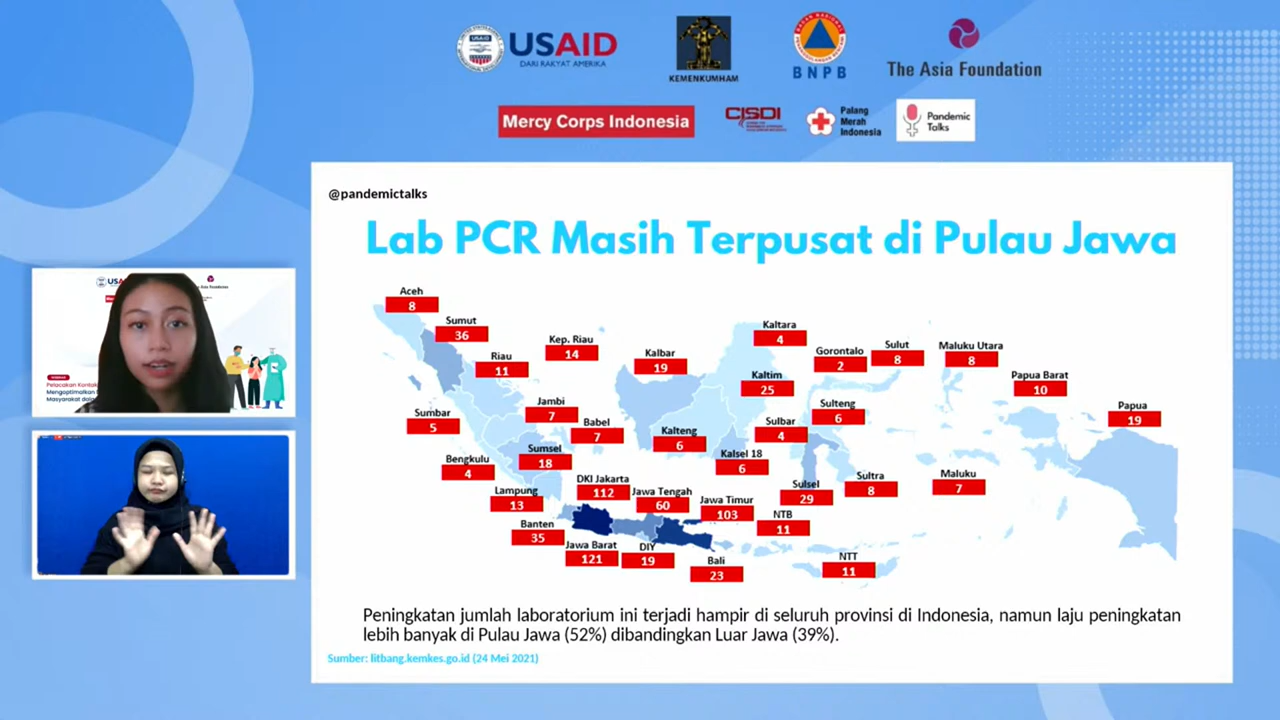 USAID
DARI RAKYAT AMERIKA
KEMENKUMHAM
BNPB
The Asia Foundation
Mercy Corps Indonesia
CISDI
Palang
Merah
Indonesia
Pandemic
Talks
@pandemictalks
Lab PCR Masih Terpusat di Pulau Jawa
Aceh
8
Sumut
36
Riau
11
Kep. Riau
14
Kalbar
19
Kaltara
4
Gorontalo
2
Sulut
8
Maluku Utara
8
Kaltim
25
Papua Barat
10
Papua
19
Sumbar
5
Jambi
7
Babel
7
Kalteng
6
Sulbar
4
Sulteng
6
Bengkulu
4
Sumsel
18
Kalsel 18
6
Sultra
8
Maluku
7
Lampung
13
DKI Jakarta
112
Jawa Tengah
60
Jawa Timur
103
Sulsel
29
NTB
11
Banten
35
Jawa Barat
121
DIY
19
Bali
23
NTT
11
Peningkatan jumlah laboratorium ini terjadi hampir di seluruh provinsi di Indonesia, namun laju peningkatan
lebih banyak di Pulau Jawa (52%) dibandingkan Luar Jawa (39%).
Sumber: litbang.kemkes.go.id (24 Mei 2021)
Pelacakan Kontak
Mengoptimalkan
Masyarakat dala